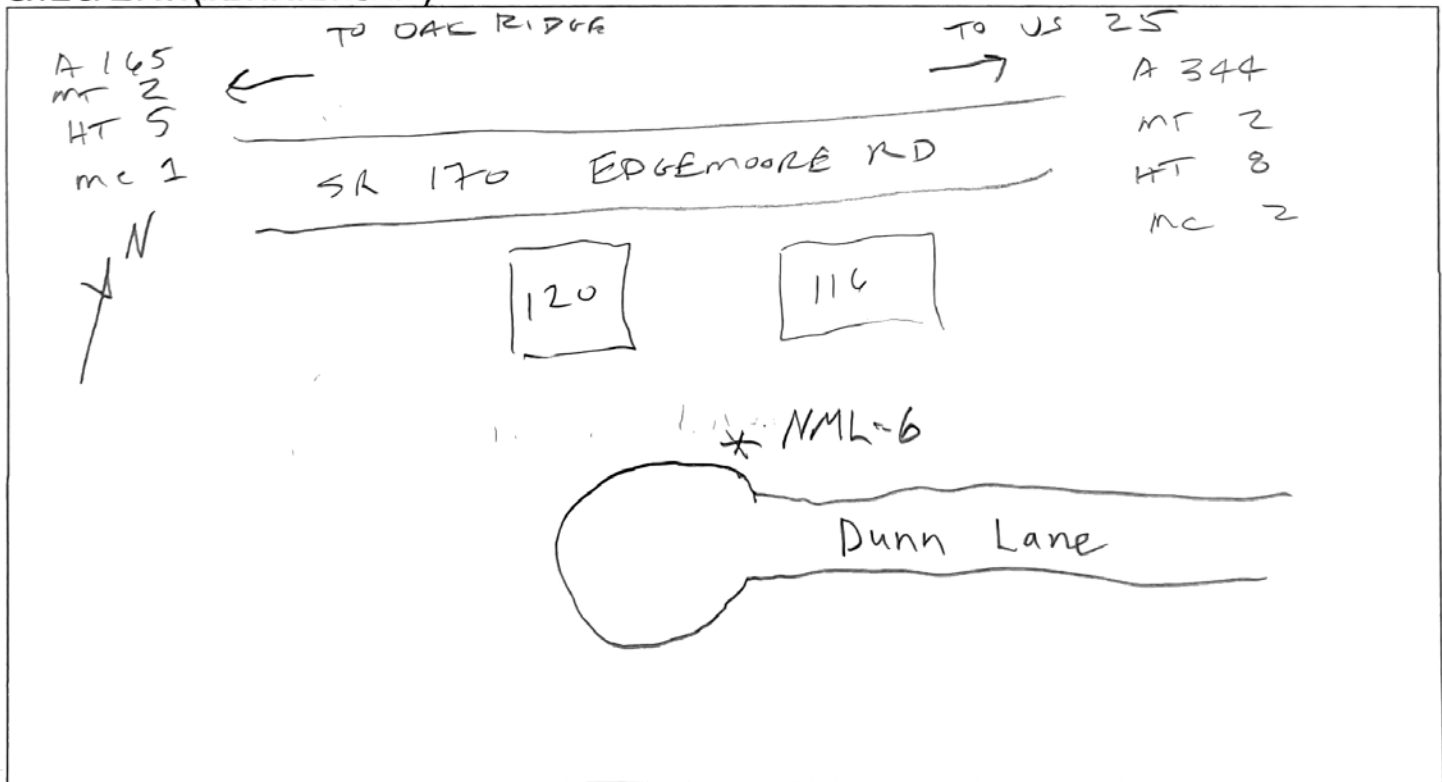 TO OAK RIDGE
TO US 25
A 165
MT 2
HT 5
MC 1
A 344
MT 2
HT 8
MC 2
SR 170 EDGEMOORE RD
N
120
116
* NML-6
Dunn Lane